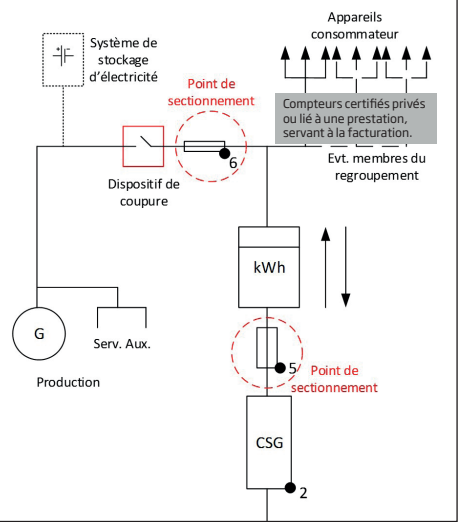 Appareils
consommateur
Système de
stockage
d'électricité
Point de
sectionnement
Compteurs certifiés privés
ou lié à une prestation,
servant à la facturation.
6
Evt. membres du
regroupement
Dispositif de
coupure
kWh
G
Serv. Aux.
5
Point de
sectionnement
Production
CSG
2